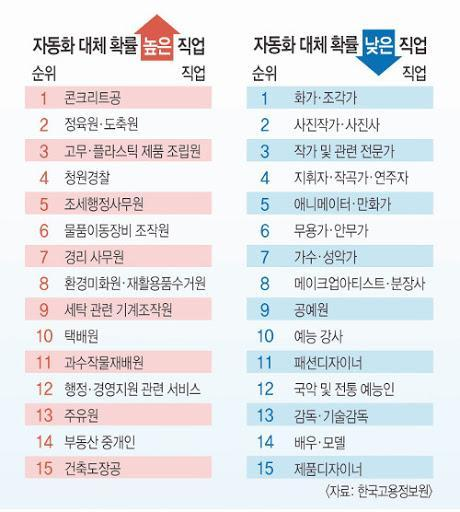 자동화 대체 확률 높은 직업
순위 직업
1 콘크리트공
2 정육원·도축원
3 고무·플라스틱 제품 조립원
4 청원경찰
5 조세행정사무원
6 물품이동장비 조작원
7 경리 사무원
8 환경미화원·재활용품수거원
9 세탁 관련 기계조작원
10 택배원
11 과수작물재배원
12 행정·경영지원 관련 서비스
13 주유원
14 부동산 중개인
15 건축도장공
자동화 대체 확률 낮은 직업
순위 직업
1 화가·조각가
2 사진작가·사진사
3 작가 및 관련 전문가
4 지휘자·작곡가·연주자
5 애니메이터·만화가
6 무용가·안무가
7 가수·성악가
8 메이크업아티스트·분장사
9 공예원
10 예능 강사
11 패션디자이너
12 국악 및 전통 예능인
13 감독·기술감독
14 배우·모델
15 제품디자이너
〈자료: 한국고용정보원〉